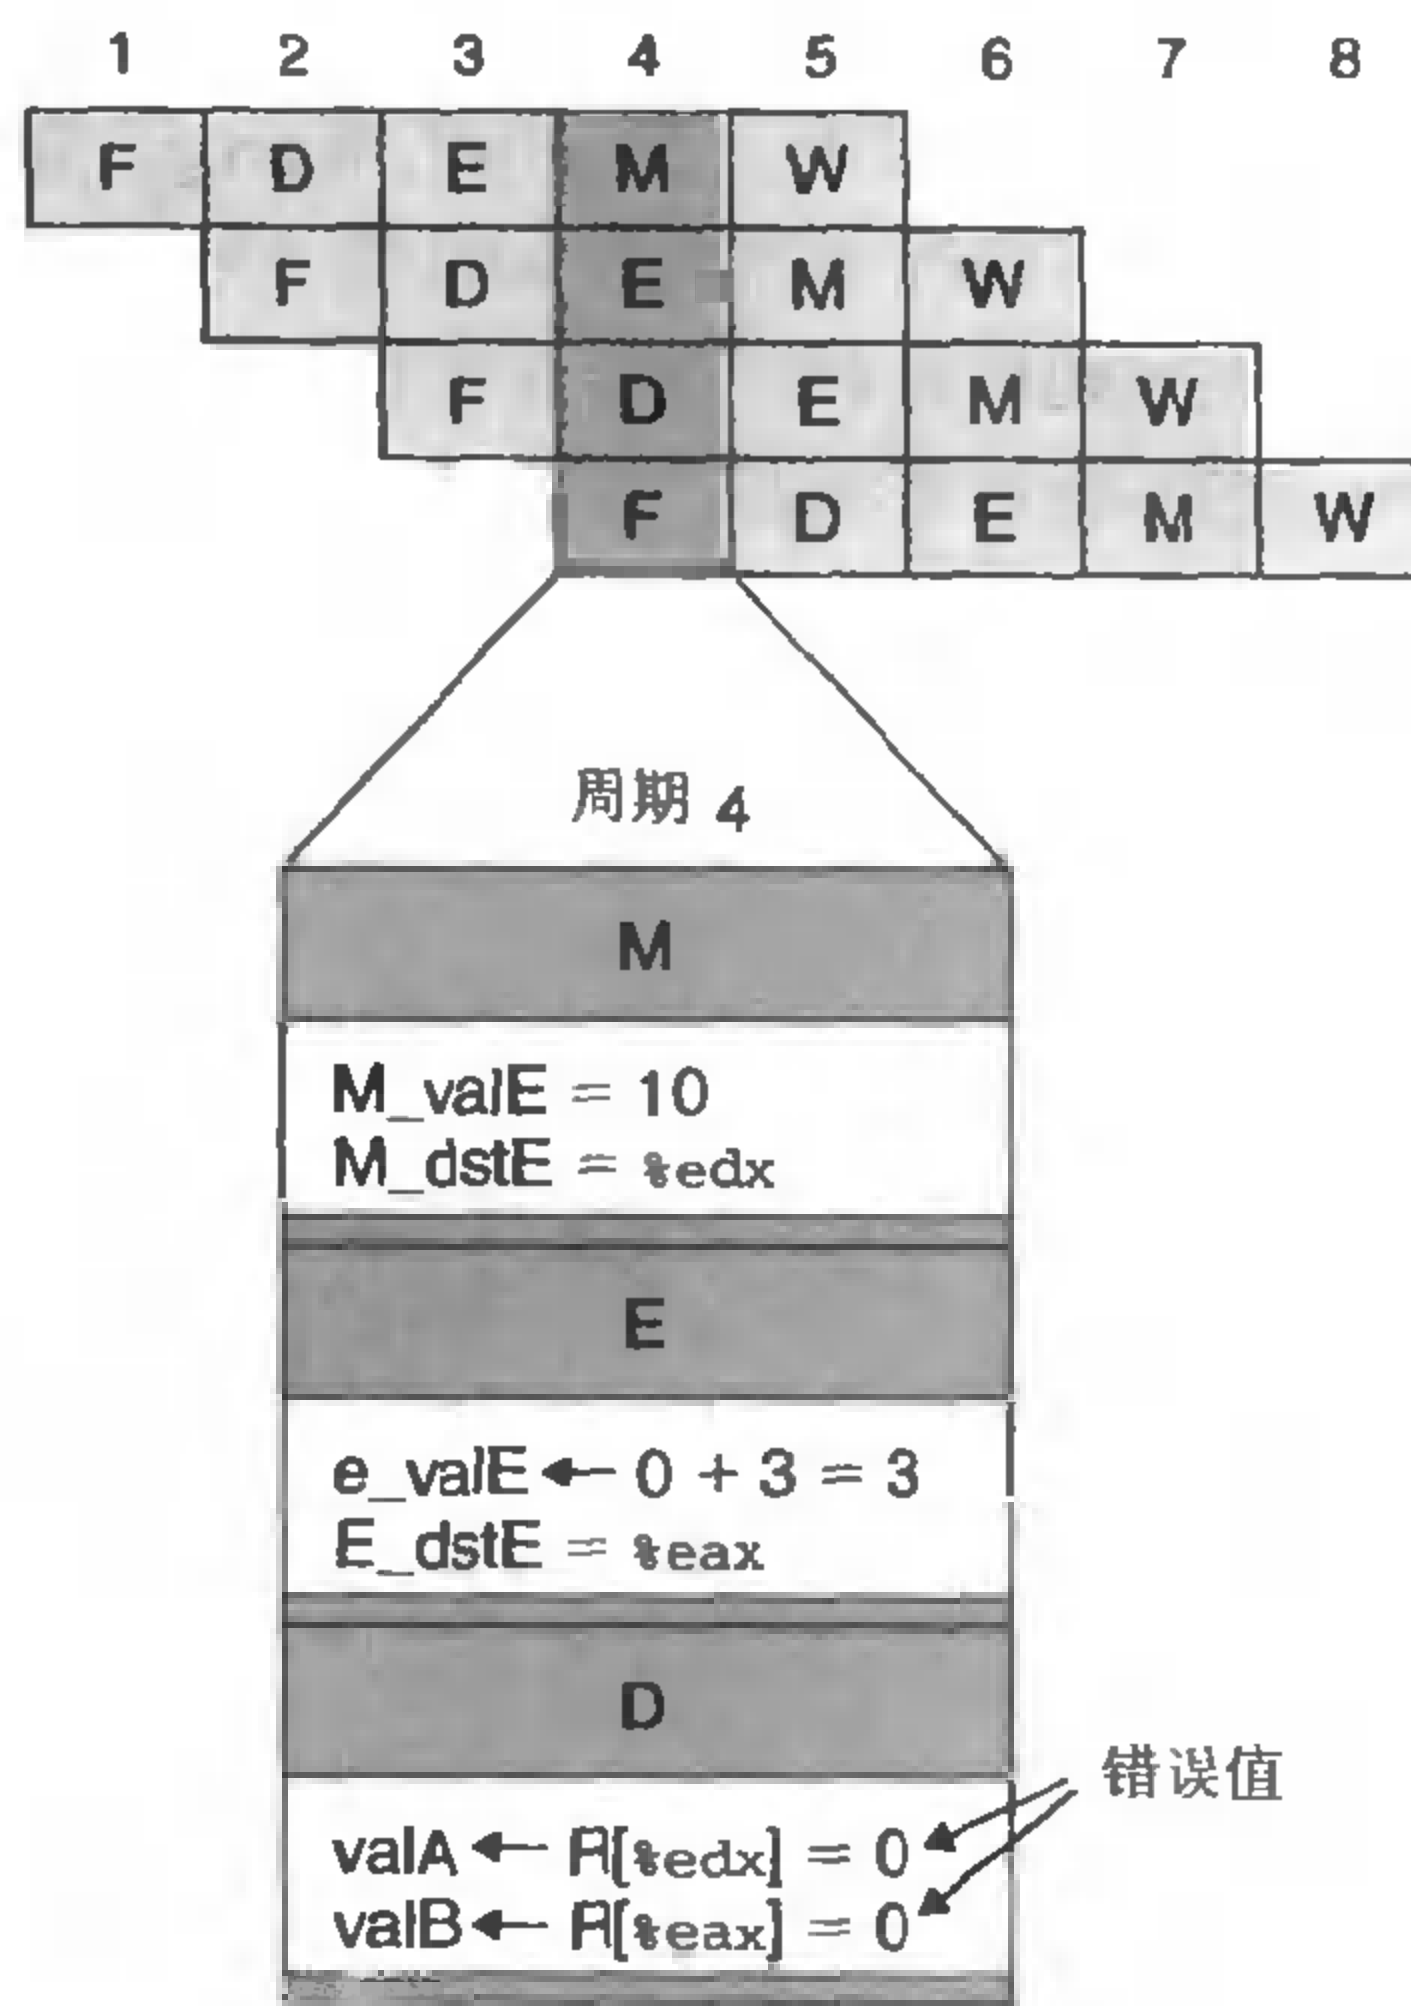 1 2 3 4 5 6 7 8
F D E M W
F D E M W
F D E M W
F D E M W
周期 4
M
M_valE = 10
M_dstE = %edx
E
e_valE ← 0 + 3 = 3
E_dstE = %eax
D
错误值
valA ← R[%edx] = 0
valB ← R[%eax] = 0